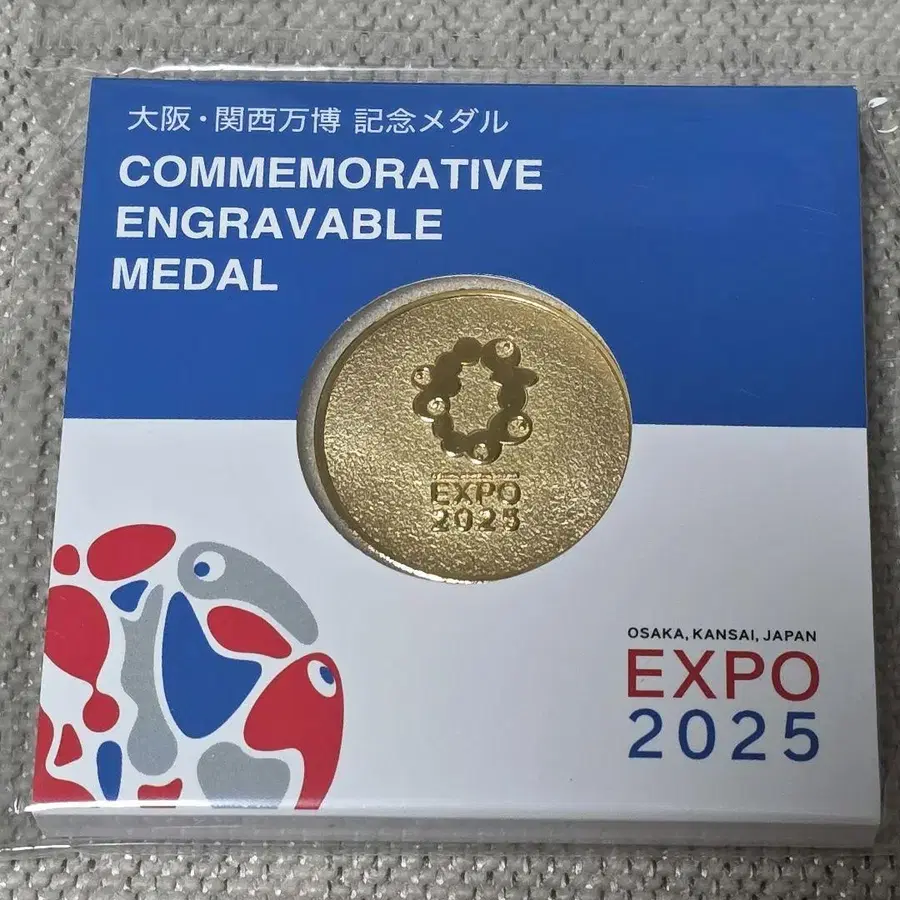 大阪・関西万博 記念メダル
COMMEMORATIVE
ENGRAVABLE
MEDAL
EXPO
2025
OSAKA, KANSAI, JAPAN
EXPO
2025